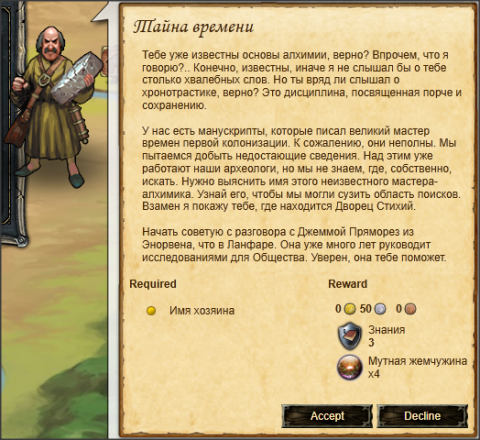 Тайна времени
Тебе уже известны основы алхимии, верно? Впрочем, что я
говорю?.. Конечно, известны, иначе я не слышал бы о тебе
столько хвалебных слов. Но ты вряд ли слышал о
хронотрастике, верно? Это дисциплина, посвященная порче и
сохранению.
У нас есть манускрипты, которые писал великий мастер
времен первой колонизации. К сожалению, они неполны. Мы
пытаемся добыть недостающие сведения. Над этим уже
работают наши археологи, но мы не знаем, где, собственно,
искать. Нужно выяснить имя этого неизвестного мастера-
алхимика. Узнай его, чтобы мы могли сузить область поисков.
Взамен я покажу тебе, где находится Дворец Стихий.
Начать советую с разговора с Джеммой Пряморез из
Энорвена, что в Ланфаре. Она уже много лет руководит
исследованиями для Общества. Уверен, она тебе поможет.
Required
Имя хозяина
Reward
0 50 0
Знания
3
Мутная жемчужина
x4
Accept Decline